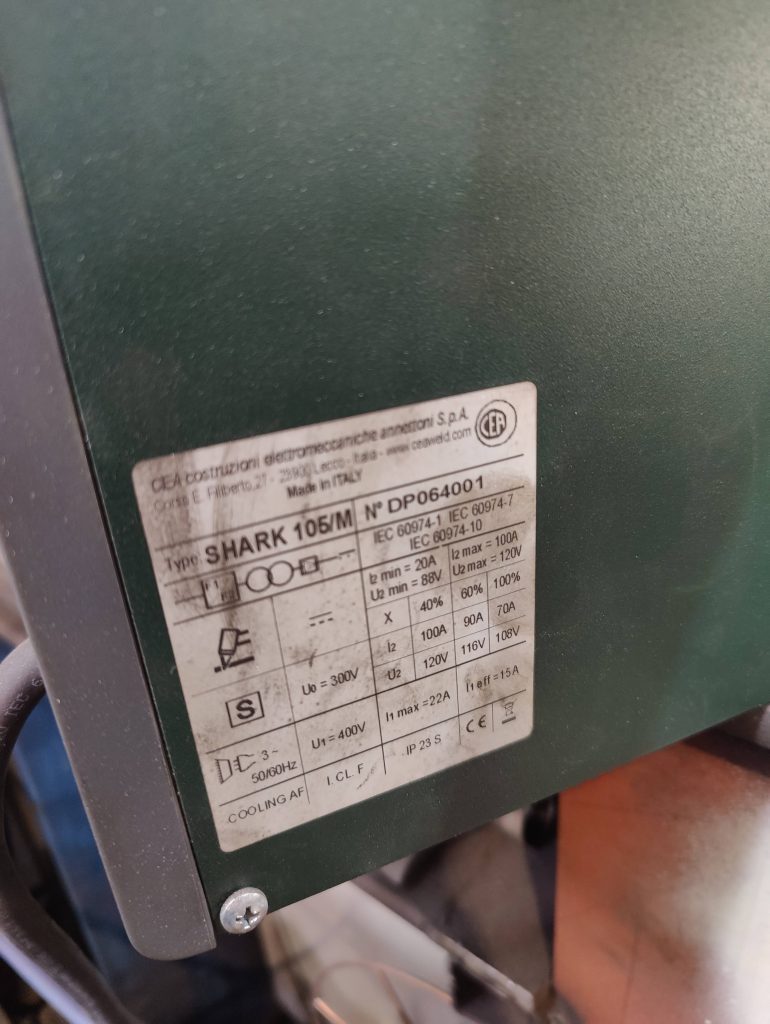 CEA costruzioni elettromeccaniche annettoni S.p.A.
Corso E. Filiberto, 27 - 23900 Lecco - Italia - www.ceaweld.com
Made in ITALY
CEA
Type: SHARK 105/M
N° DP064001
IEC 60974-1 IEC 60974-7
IEC 60974-10
I2 min = 20A
U2 min = 88V
I2 max = 100A
U2 max = 120V
X 40% 60% 100%
I2 100A 90A 70A
U2 120V 116V 108V
S
U0 = 300V
3~
50/60Hz
U1 = 400V
I1 max =22A
I1 eff =15A
COOLING AF
I. CL. F
IP 23 S
CE